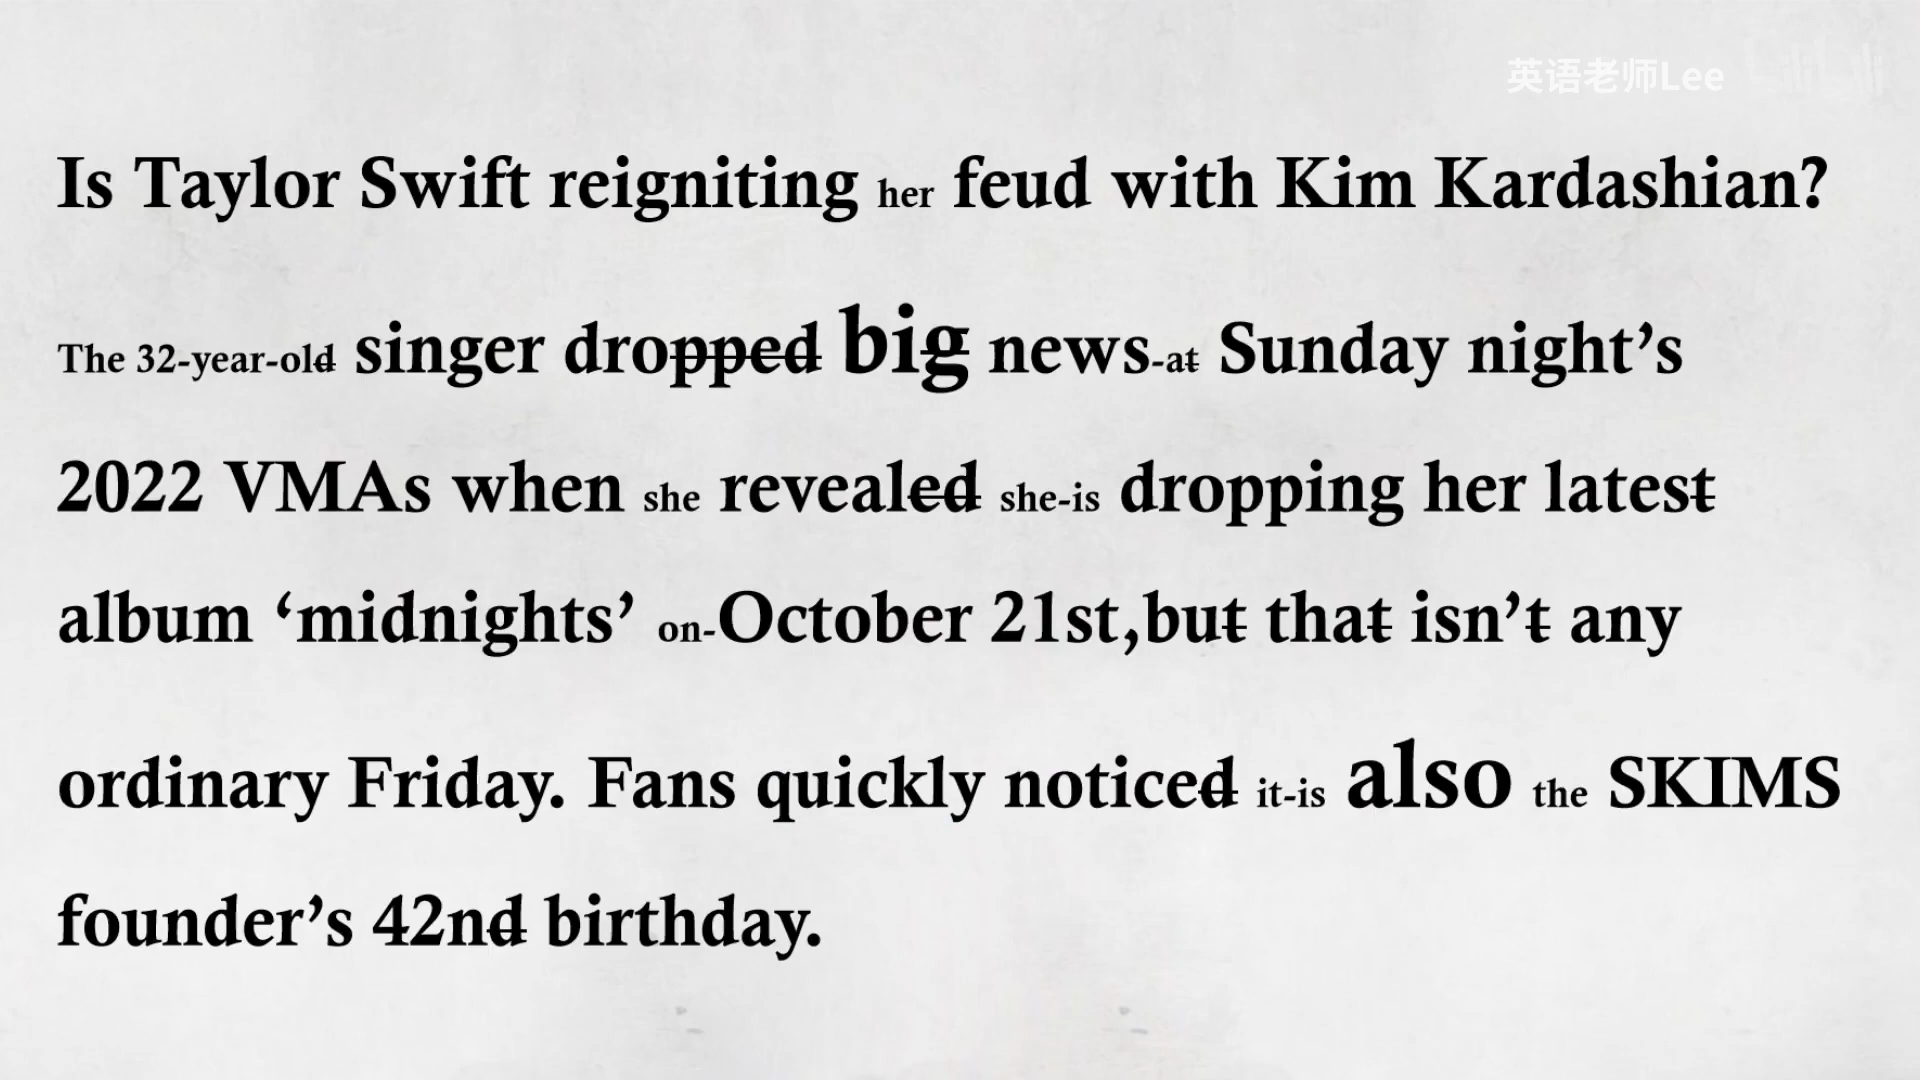 英语老师Lee
Is Taylor Swift reigniting her feud with Kim Kardashian?
The 32-year-old singer dropped big news-at Sunday night’s
2022 VMAs when she revealed she-is dropping her latest
album ‘midnights’ on-October 21st,but that isn’t any
ordinary Friday. Fans quickly noticed it-is also the SKIMS
founder’s 42nd birthday.